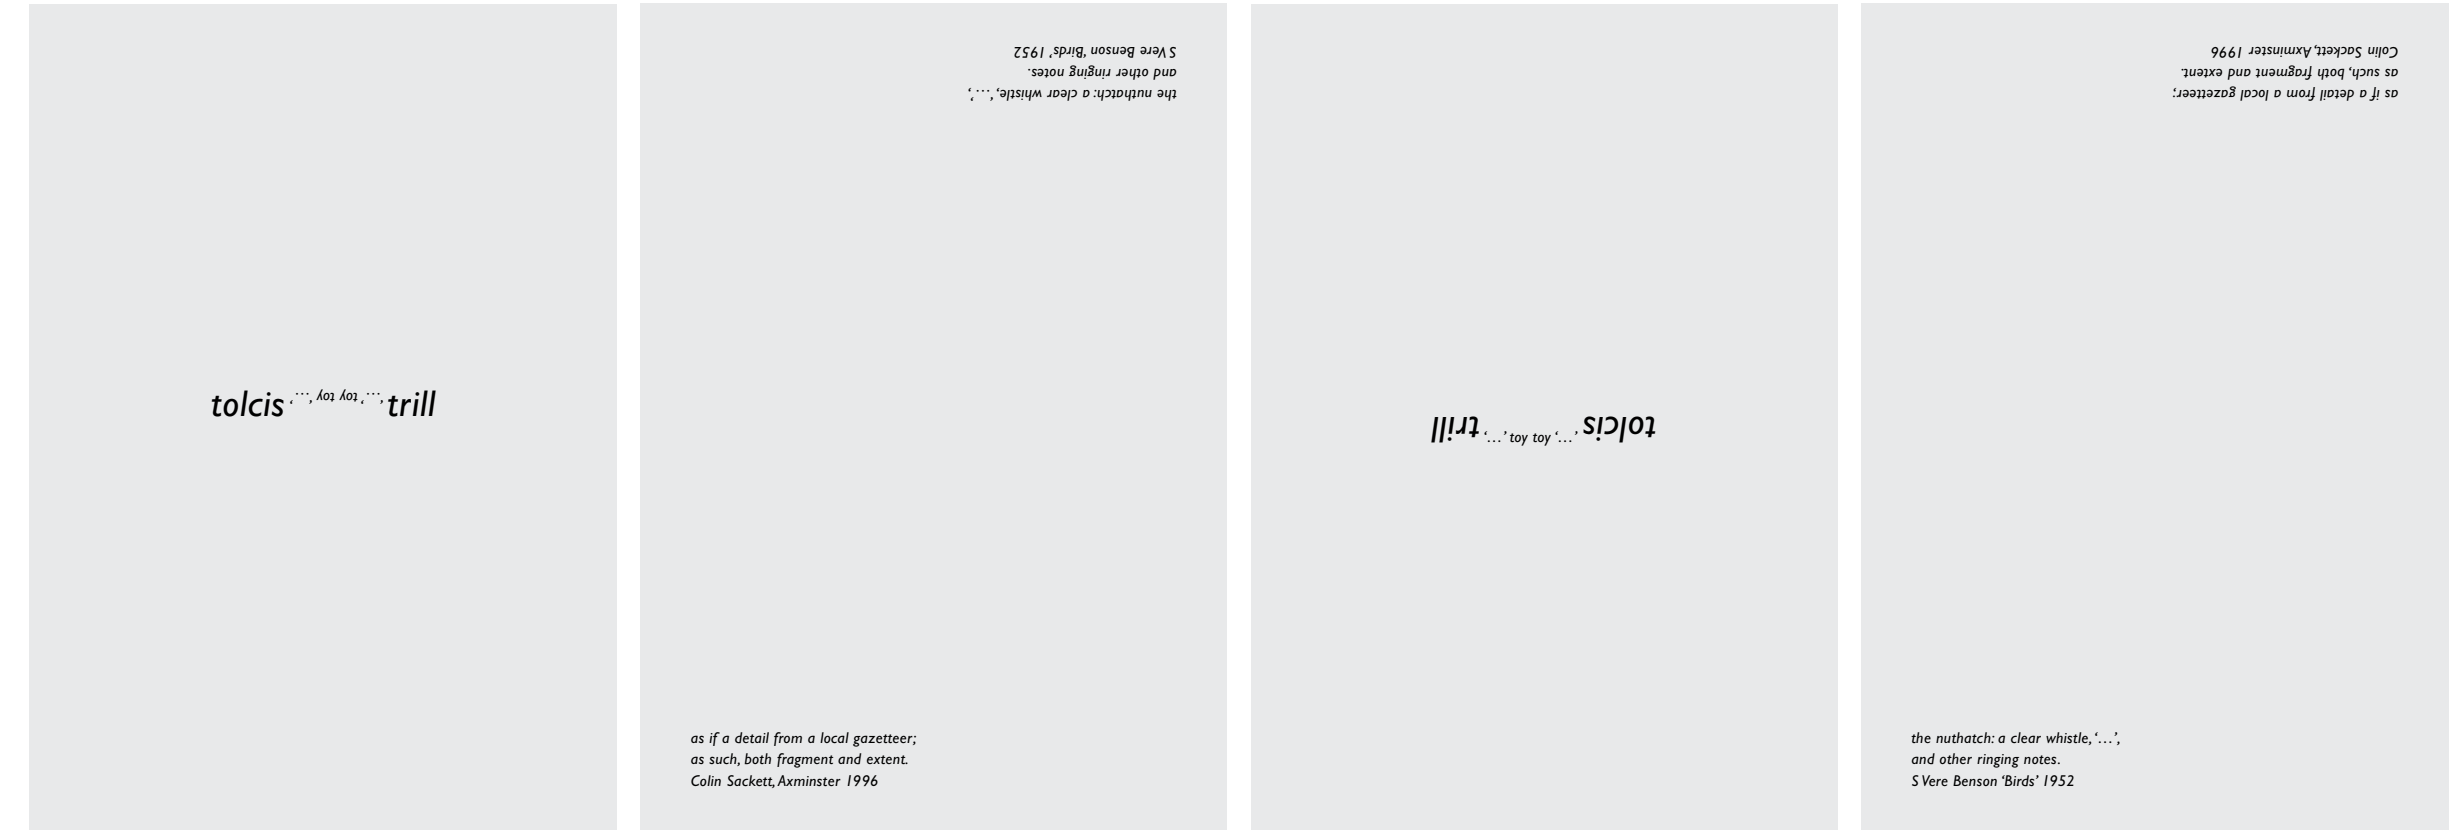 tolcis ‘…’ toy toy ‘…’ trill
the nuthatch: a clear whistle, ‘…’,
and other ringing notes.
S Vere Benson ‘Birds’ 1952
as if a detail from a local gazetteer;
as such, both fragment and extent.
Colin Sackett, Axminster 1996
tolcis ‘…’ toy toy ‘…’ trill
as if a detail from a local gazetteer;
as such, both fragment and extent.
Colin Sackett, Axminster 1996
the nuthatch: a clear whistle, ‘…’,
and other ringing notes.
S Vere Benson ‘Birds’ 1952